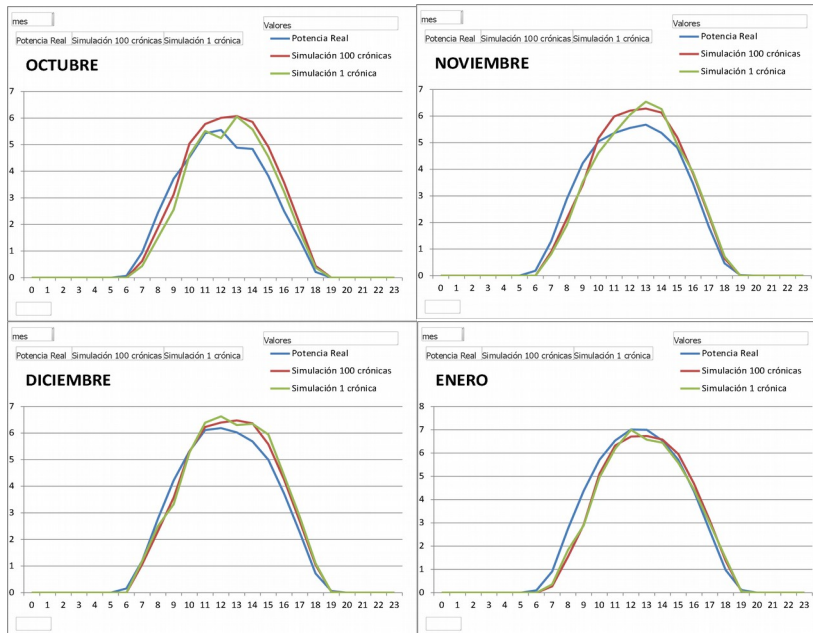 mes
Valores
Potencia Real Simulación 100 crónicas Simulación 1 crónica
OCTUBRE
Potencia Real
Simulación 100 crónicas
Simulación 1 crónica
7
6
5
4
3
2
1
0
0 1 2 3 4 5 6 7 8 9 10 11 12 13 14 15 16 17 18 19 20 21 22 23
mes
Valores
Potencia Real Simulación 100 crónicas Simulación 1 crónica
NOVIEMBRE
Potencia Real
Simulación 100 crónicas
Simulación 1 crónica
7
6
5
4
3
2
1
0
0 1 2 3 4 5 6 7 8 9 10 11 12 13 14 15 16 17 18 19 20 21 22 23
mes
Valores
Potencia Real Simulación 100 crónicas Simulación 1 crónica
DICIEMBRE
Potencia Real
Simulación 100 crónicas
Simulación 1 crónica
7
6
5
4
3
2
1
0
0 1 2 3 4 5 6 7 8 9 10 11 12 13 14 15 16 17 18 19 20 21 22 23
mes
Valores
Potencia Real Simulación 100 crónicas Simulación 1 crónica
ENERO
Potencia Real
Simulación 100 crónicas
Simulación 1 crónica
8
7
6
5
4
3
2
1
0
0 1 2 3 4 5 6 7 8 9 10 11 12 13 14 15 16 17 18 19 20 21 22 23